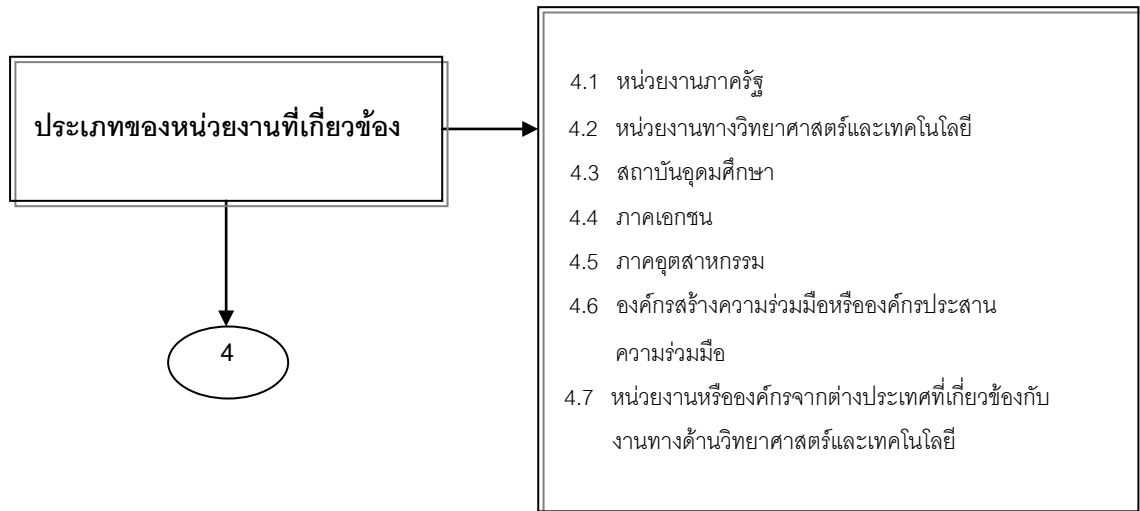 ประเภทของหน่วยงานที่เกี่ยวข้อง
4
4.1 หน่วยงานภาครัฐ
4.2 หน่วยงานทางวิทยาศาสตร์และเทคโนโลยี
4.3 สถาบันอุดมศึกษา
4.4 ภาคเอกชน
4.5 ภาคอุตสาหกรรม
4.6 องค์กรสร้างความร่วมมือหรือองค์กรประสาน
ความร่วมมือ
4.7 หน่วยงานหรือองค์กรจากต่างประเทศที่เกี่ยวข้องกับ
งานทางด้านวิทยาศาสตร์และเทคโนโลยี